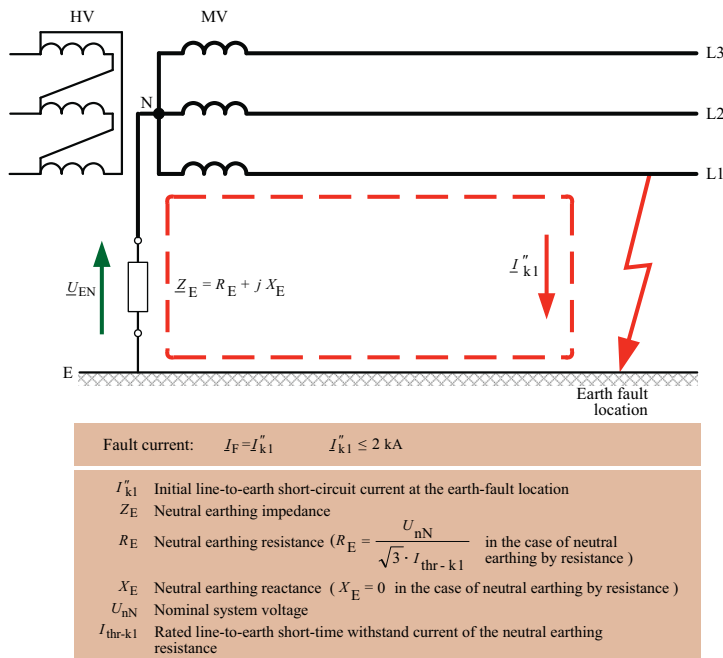 HV MV
L3
N L2
L1
U_EN Z_E = R_E + j X_E I″_k1
E
Earth fault
location
Fault current: I_F = I″_k1 I″_k1 ≤ 2 kA
I″_k1 Initial line-to-earth short-circuit current at the earth-fault location
Z_E Neutral earthing impedance
R_E Neutral earthing resistance ( R_E = U_nN / √3 · I_thr-k1 in the case of neutral
earthing by resistance )
X_E Neutral earthing reactance ( X_E = 0 in the case of neutral earthing by resistance )
U_nN Nominal system voltage
I_thr-k1 Rated line-to-earth short-time withstand current of the neutral earthing
resistance